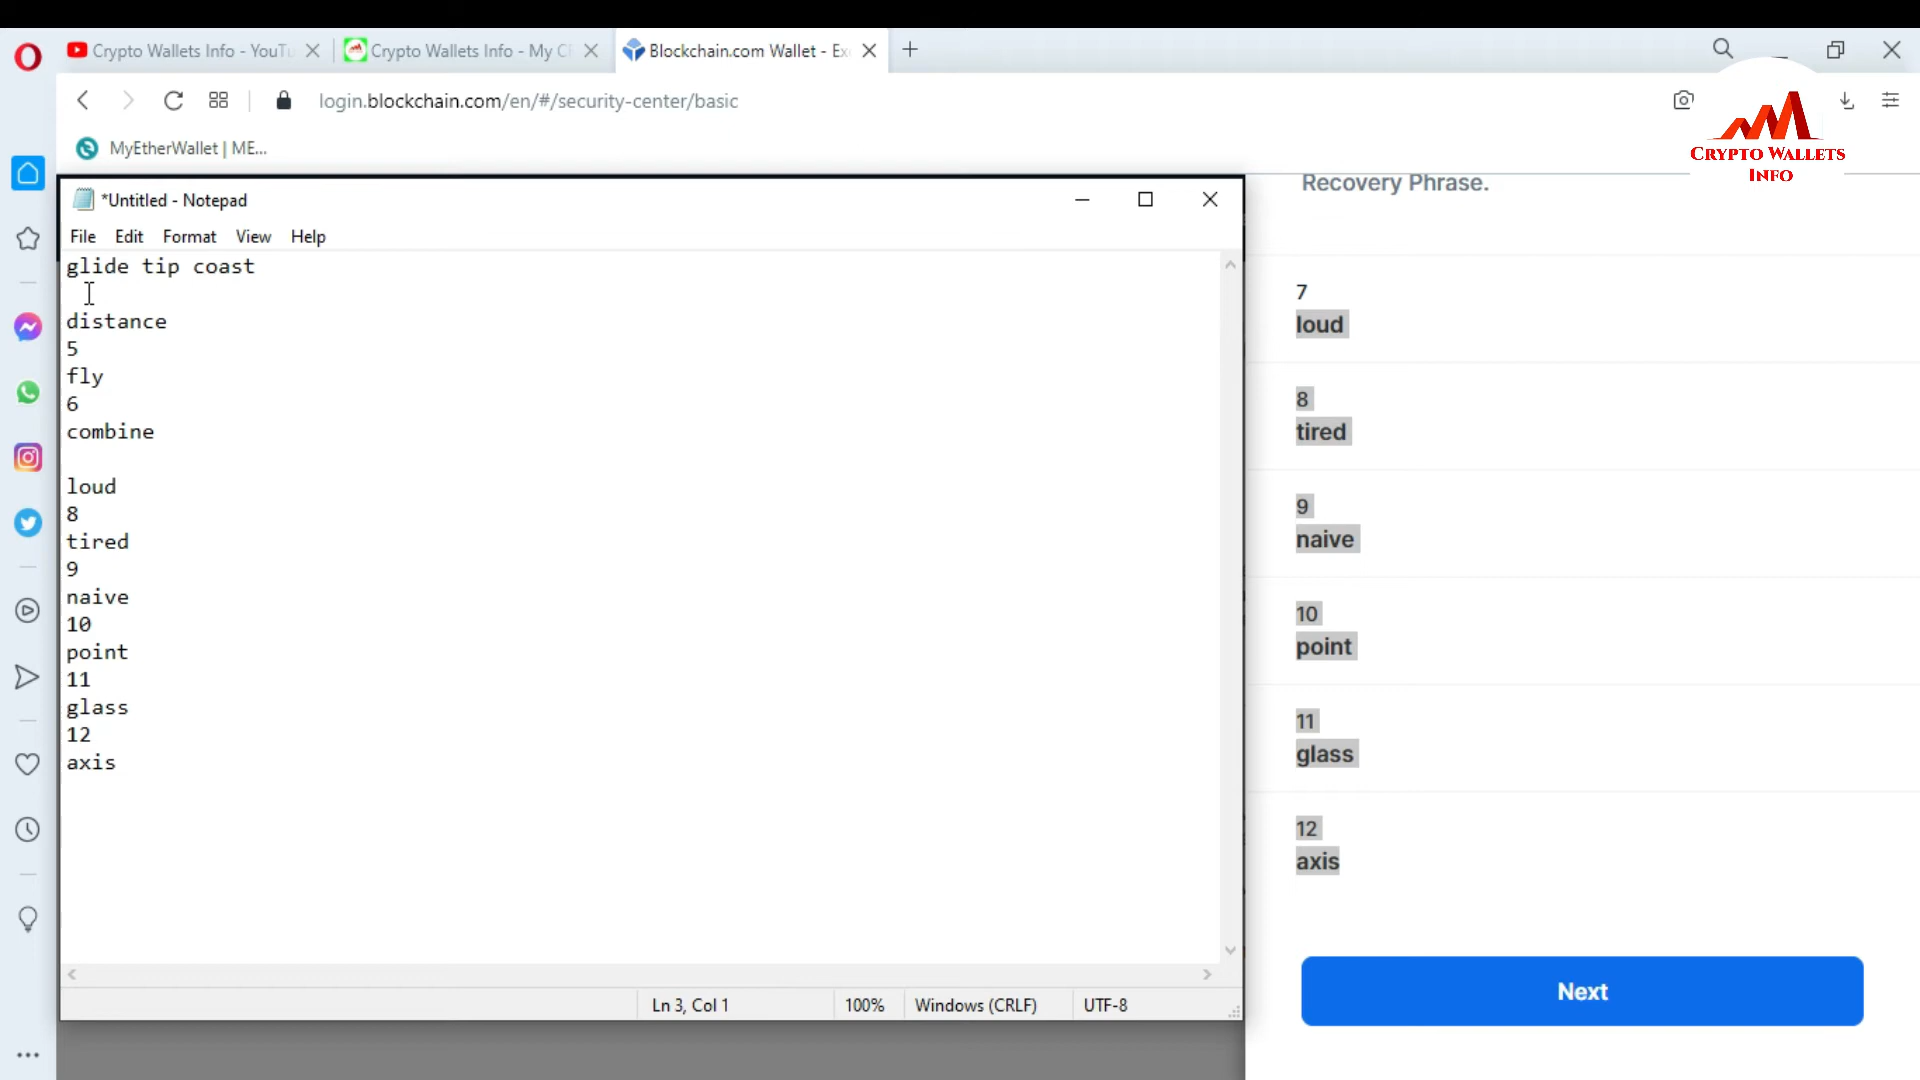 Crypto Wallets Info - YouTu
Crypto Wallets Info - My C
Blockchain.com Wallet - Ex
login.blockchain.com/en/#/security-center/basic
MyEtherWallet | ME...
CRYPTO WALLETS
INFO
*Untitled - Notepad
File Edit Format View Help
glide tip coast
distance
5
fly
6
combine
loud
8
tired
9
naive
10
point
11
glass
12
axis
Ln 3, Col 1
100%
Windows (CRLF)
UTF-8
Recovery Phrase.
7
loud
8
tired
9
naive
10
point
11
glass
12
axis
Next